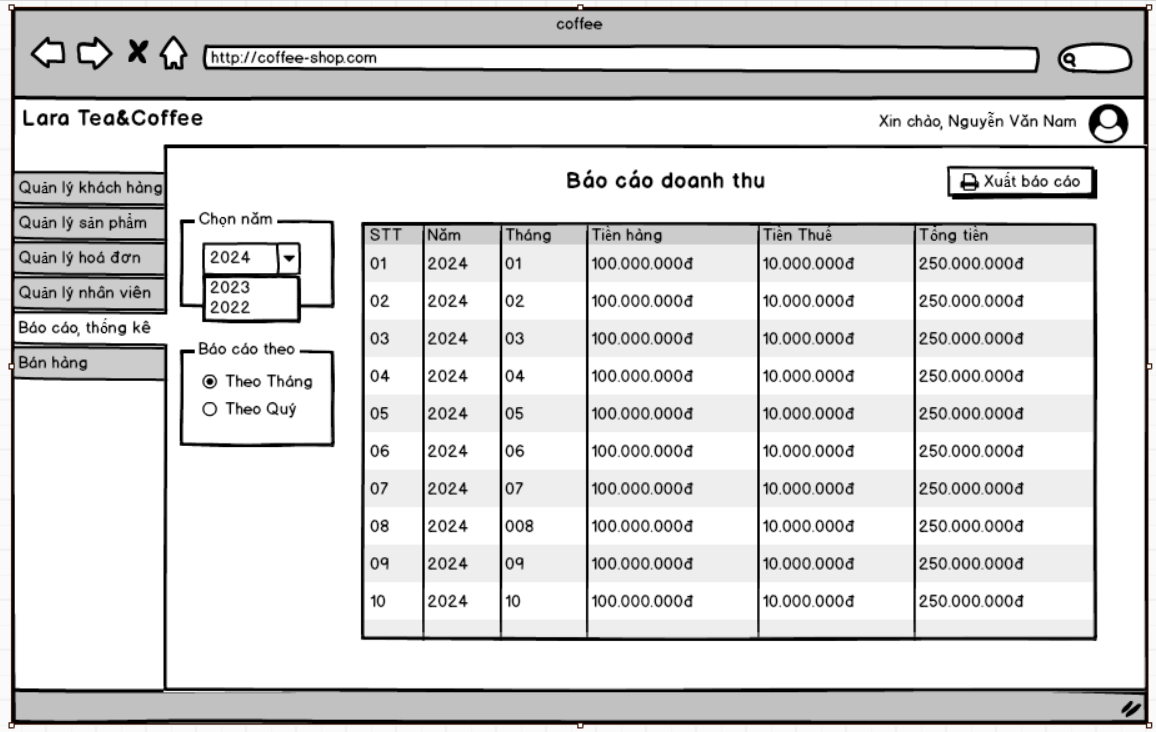 coffee
http://coffee-shop.com
Lara Tea&Coffee
Xin chào, Nguyễn Văn Nam
Quản lý khách hàng
Quản lý sản phẩm
Quản lý hoá đơn
Quản lý nhân viên
Báo cáo, thống kê
Bán hàng
Báo cáo doanh thu
Xuất báo cáo
Chọn năm
2024
2023
2022
Báo cáo theo
Theo Tháng
Theo Quý
STT Năm Tháng Tiền hàng Tiền Thuế Tổng tiền
01 2024 01 100.000.000đ 10.000.000đ 250.000.000đ
02 2024 02 100.000.000đ 10.000.000đ 250.000.000đ
03 2024 03 100.000.000đ 10.000.000đ 250.000.000đ
04 2024 04 100.000.000đ 10.000.000đ 250.000.000đ
05 2024 05 100.000.000đ 10.000.000đ 250.000.000đ
06 2024 06 100.000.000đ 10.000.000đ 250.000.000đ
07 2024 07 100.000.000đ 10.000.000đ 250.000.000đ
08 2024 008 100.000.000đ 10.000.000đ 250.000.000đ
09 2024 09 100.000.000đ 10.000.000đ 250.000.000đ
10 2024 10 100.000.000đ 10.000.000đ 250.000.000đ